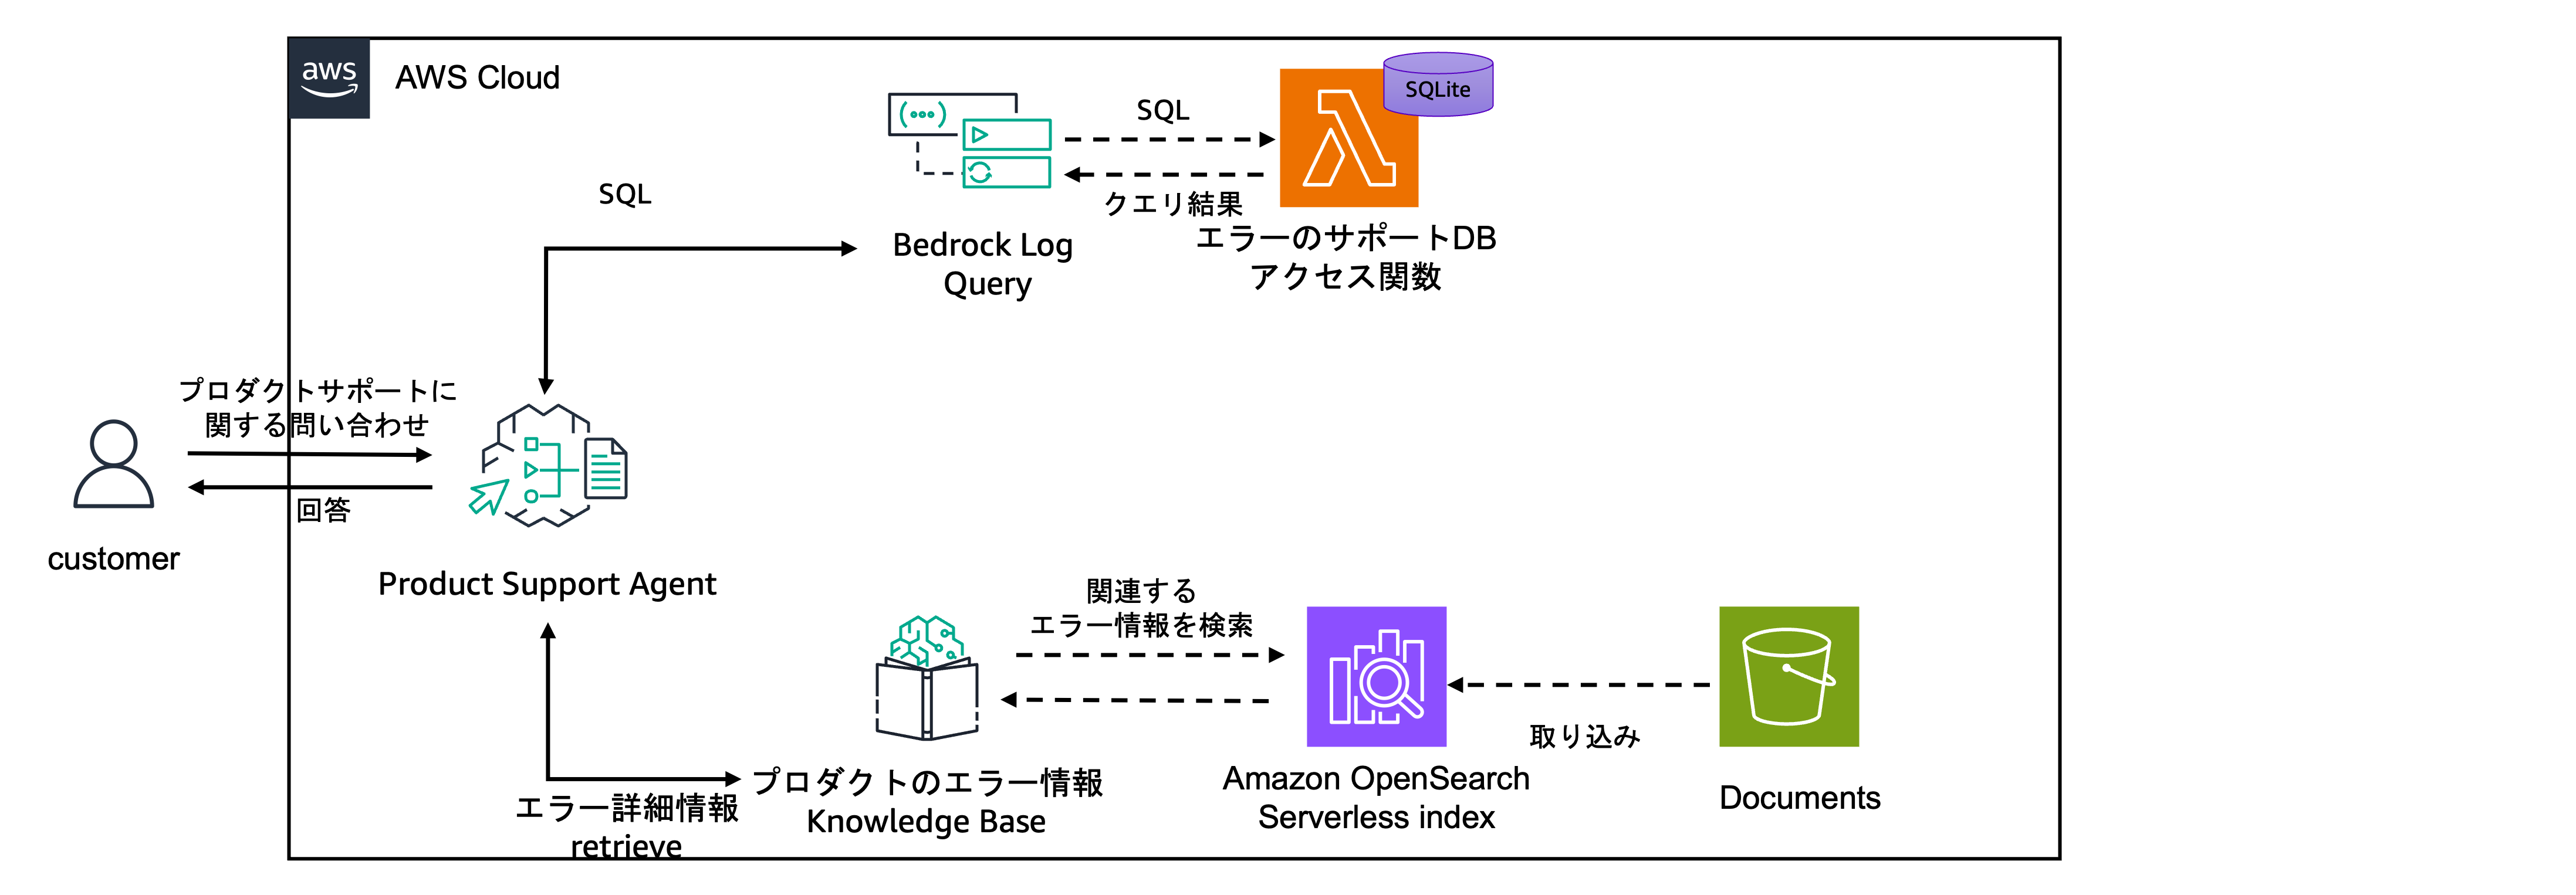 aws
AWS Cloud
SQLite
SQL
クエリ結果
SQL
Bedrock Log
Query
エラーのサポートDB
アクセス関数
プロダクトサポートに
関する問い合わせ
回答
customer
Product Support Agent
関連する
エラー情報を検索
取り込み
エラー詳細情報
retrieve
プロダクトのエラー情報
Knowledge Base
Amazon OpenSearch
Serverless index
Documents